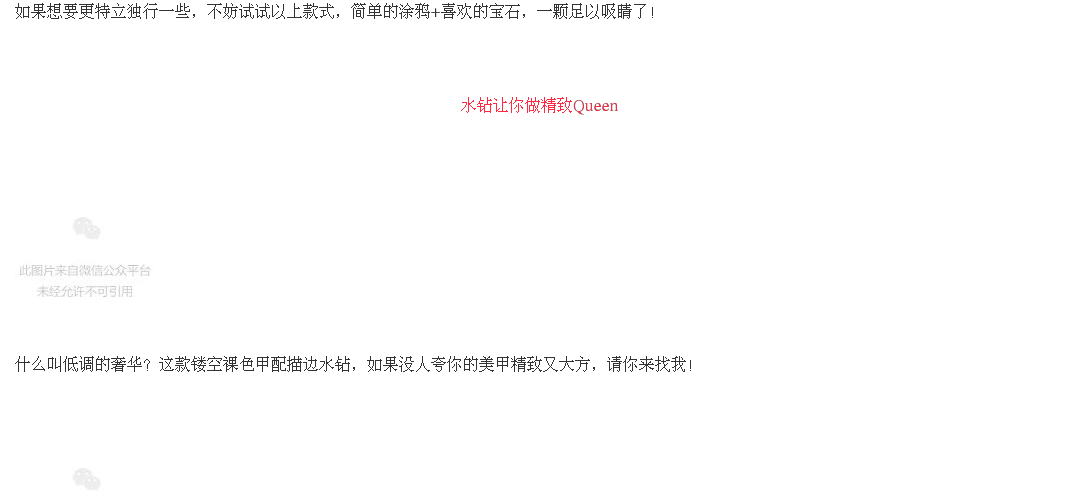 如果想要更特立独行一些，不妨试试以上款式，简单的涂鸦+喜欢的宝石，一颗足以吸睛了！
水钻让你做精致Queen
此图片来自微信公众平台
未经允许不可引用
什么叫低调的奢华？这款镂空裸色甲配描边水钻，如果没人夸你的美甲精致又大方，请你来找我！